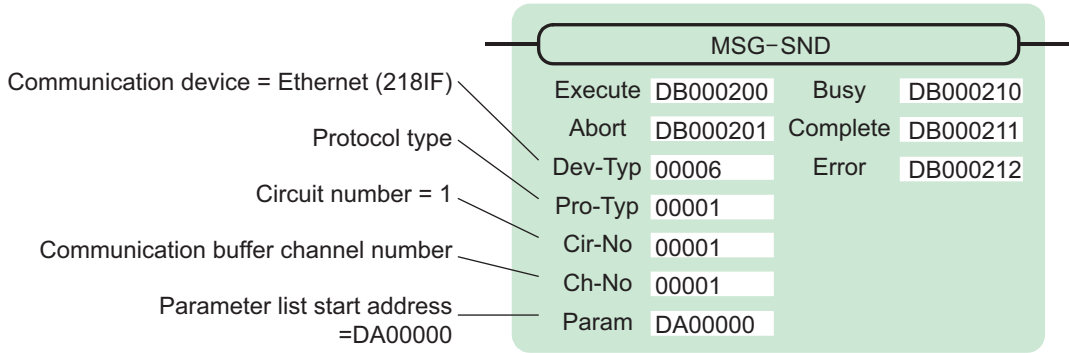 MSG-SND
Communication device = Ethernet (218IF)
Execute DB000200 Busy DB000210
Protocol type
Abort DB000201 Complete DB000211
Dev-Typ 00006 Error DB000212
Circuit number = 1
Pro-Typ 00001
Communication buffer channel number
Cir-No 00001
Ch-No 00001
Parameter list start address
=DA00000
Param DA00000